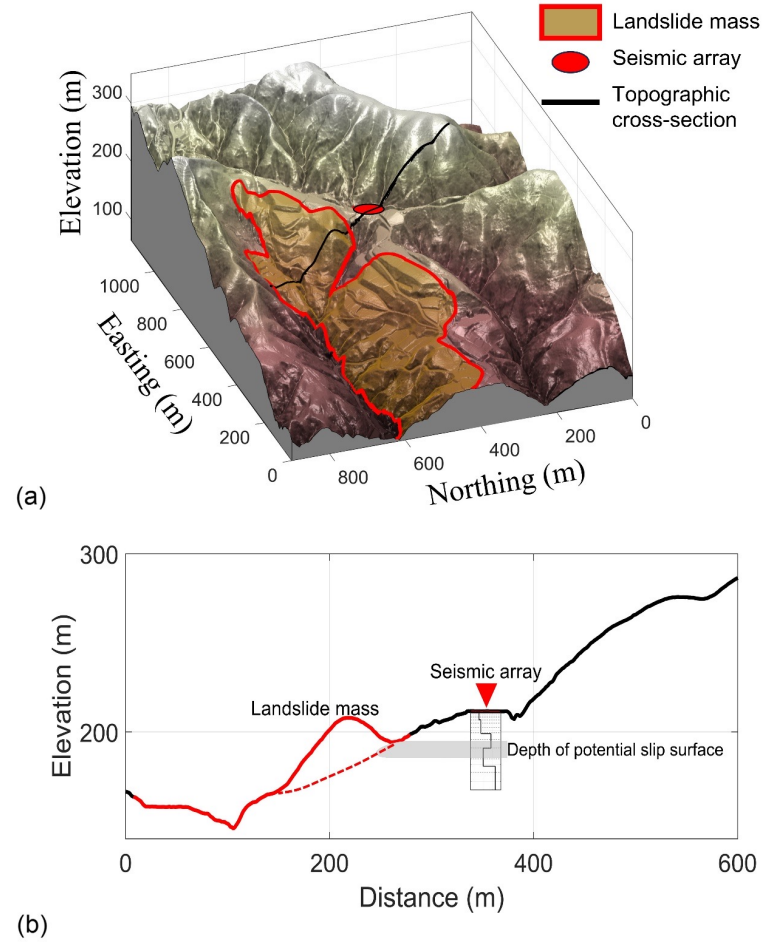 Landslide mass
Seismic array
Topographic
cross-section
Elevation (m)
300
200
100
1000
800
600
400
200
0
Easting (m)
800
600
400
200
0
Northing (m)
(a)
300
200
Elevation (m)
Seismic array
Landslide mass
Depth of potential slip surface
0
200
400
600
Distance (m)
(b)